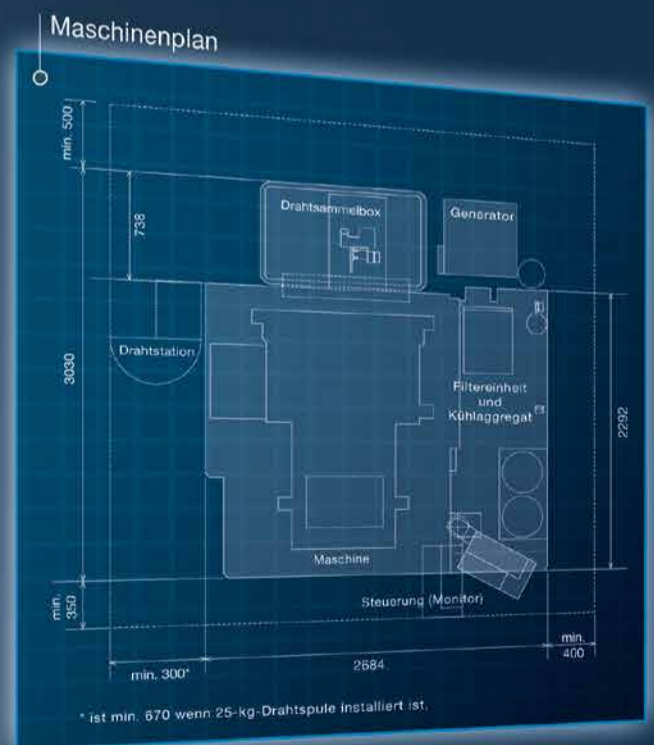 Maschinenplan
min. 500
738
3030
min.
350
Drahtsammelbox
Generator
Drahtstation
Filtereinheit
und
Kühlaggregat
2292
Maschine
Steuerung (Monitor)
min. 300*
2684
min.
400
* ist min. 670 wenn 25-kg-Drahtspule installiert ist.